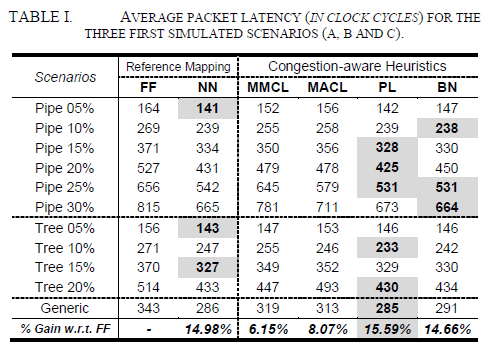 TABLE I. AVERAGE PACKET LATENCY (IN CLOCK CYCLES) FOR THE
THREE FIRST SIMULATED SCENARIOS (A, B AND C).
Scenarios Reference Mapping Congestion-aware Heuristics
FF NN MMCL MACL PL BN
Pipe 05% 164 141 152 156 142 147
Pipe 10% 269 239 255 258 239 238
Pipe 15% 371 334 350 356 328 330
Pipe 20% 527 431 479 478 425 450
Pipe 25% 656 542 645 579 531 531
Pipe 30% 815 665 781 711 673 664
Tree 05% 156 143 147 153 146 146
Tree 10% 271 247 255 246 233 242
Tree 15% 370 327 349 352 329 330
Tree 20% 514 433 447 493 430 434
Generic 343 286 319 313 285 291
% Gain w.r.t. FF - 14.98% 6.15% 8.07% 15.59% 14.66%